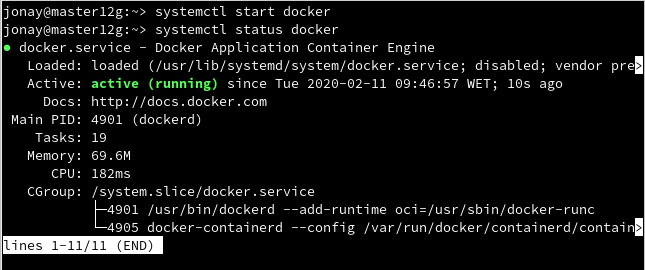 jonay@master12g:~> systemctl start docker
jonay@master12g:~> systemctl status docker
● docker.service - Docker Application Container Engine
   Loaded: loaded (/usr/lib/systemd/system/docker.service; disabled; vendor pre>
   Active: active (running) since Tue 2020-02-11 09:46:57 WET; 10s ago
     Docs: http://docs.docker.com
 Main PID: 4901 (dockerd)
    Tasks: 19
   Memory: 69.6M
      CPU: 182ms
   CGroup: /system.slice/docker.service
           ├─4901 /usr/bin/dockerd --add-runtime oci=/usr/sbin/docker-runc
           └─4905 docker-containerd --config /var/run/docker/containerd/contain>
lines 1-11/11 (END)